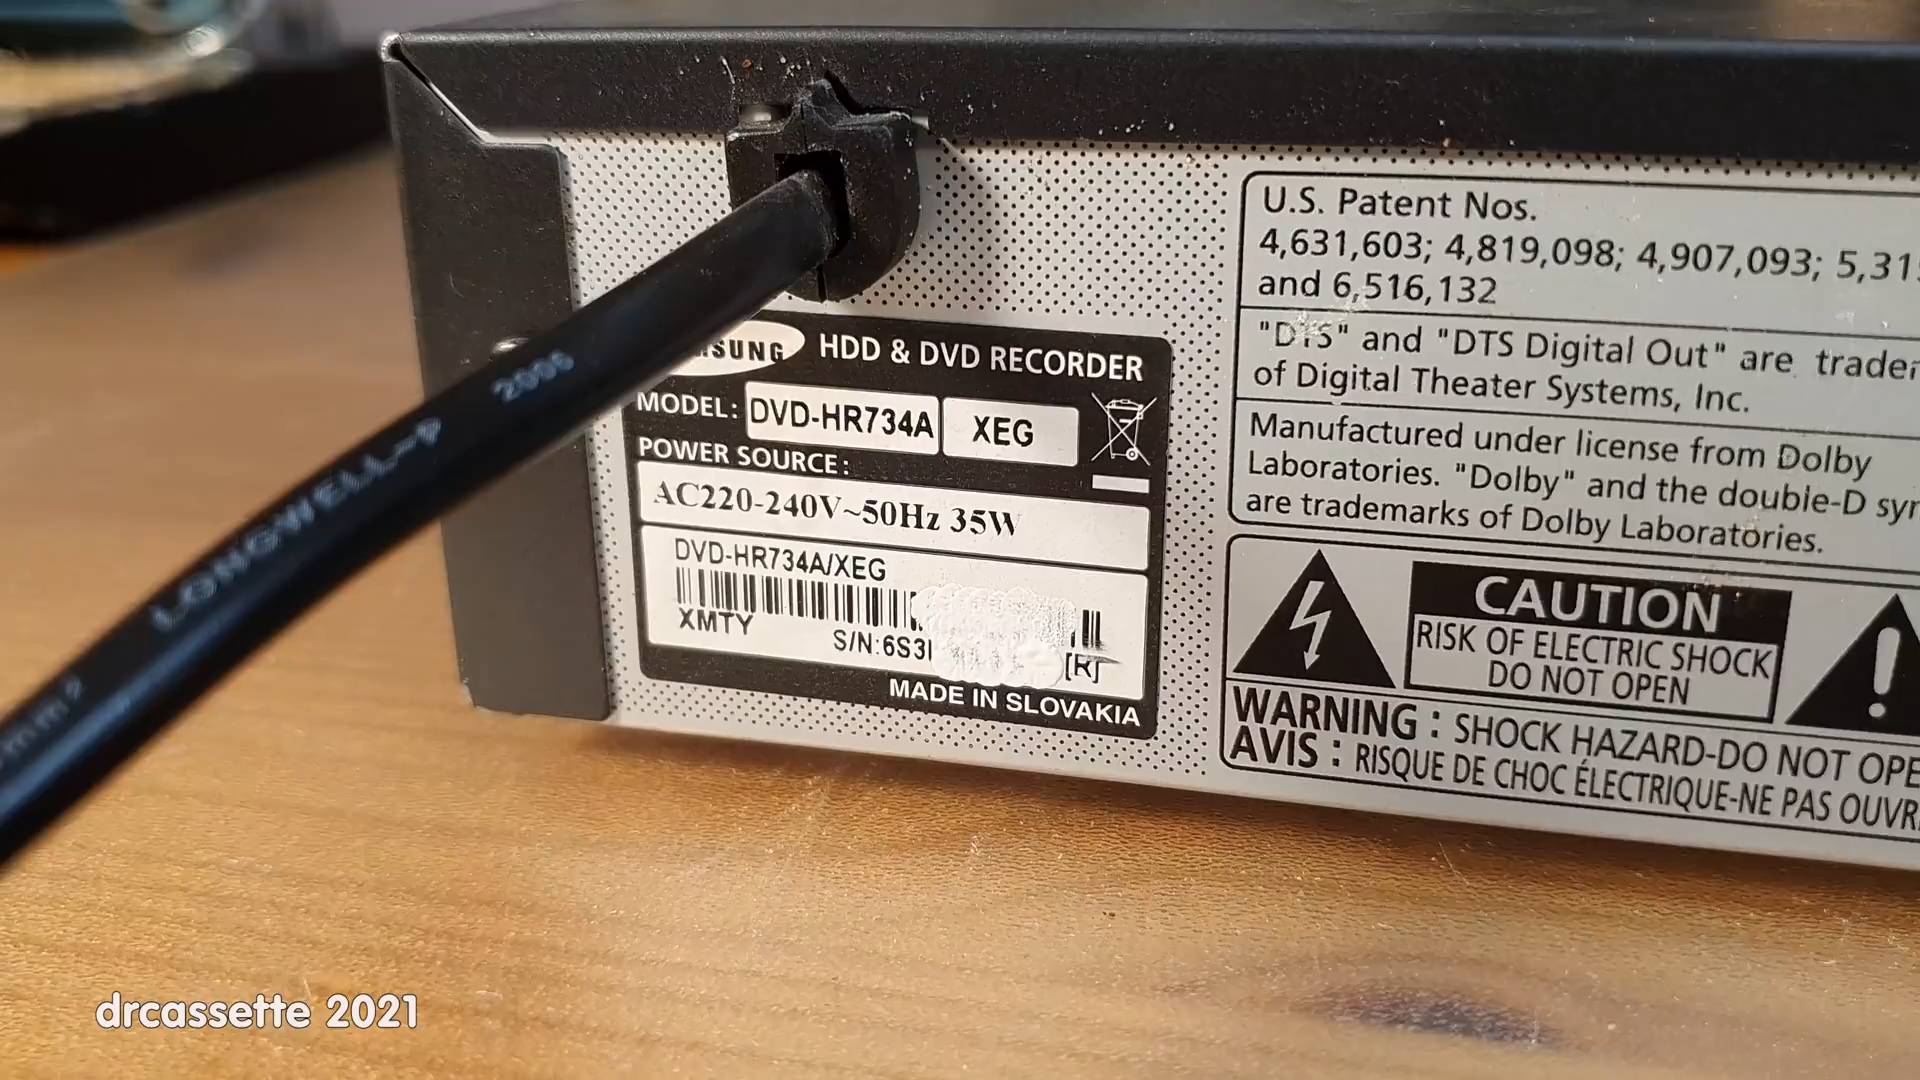 LONGWELL-P
2006
mm²
SUNG HDD & DVD RECORDER
MODEL: DVD-HR734A XEG
POWER SOURCE:
AC220-240V~50Hz 35W
DVD-HR734A/XEG
XMTY
S/N:6S3 [R]
MADE IN SLOVAKIA
U.S. Patent Nos.
4,631,603; 4,819,098; 4,907,093; 5,31
and 6,516,132
"DTS" and "DTS Digital Out" are trade
of Digital Theater Systems, Inc.
Manufactured under license from Dolby
Laboratories. "Dolby" and the double-D sy
are trademarks of Dolby Laboratories.
CAUTION
RISK OF ELECTRIC SHOCK
DO NOT OPEN
WARNING : SHOCK HAZARD-DO NOT OPE
AVIS : RISQUE DE CHOC ÉLECTRIQUE-NE PAS OUVR
drcassette 2021